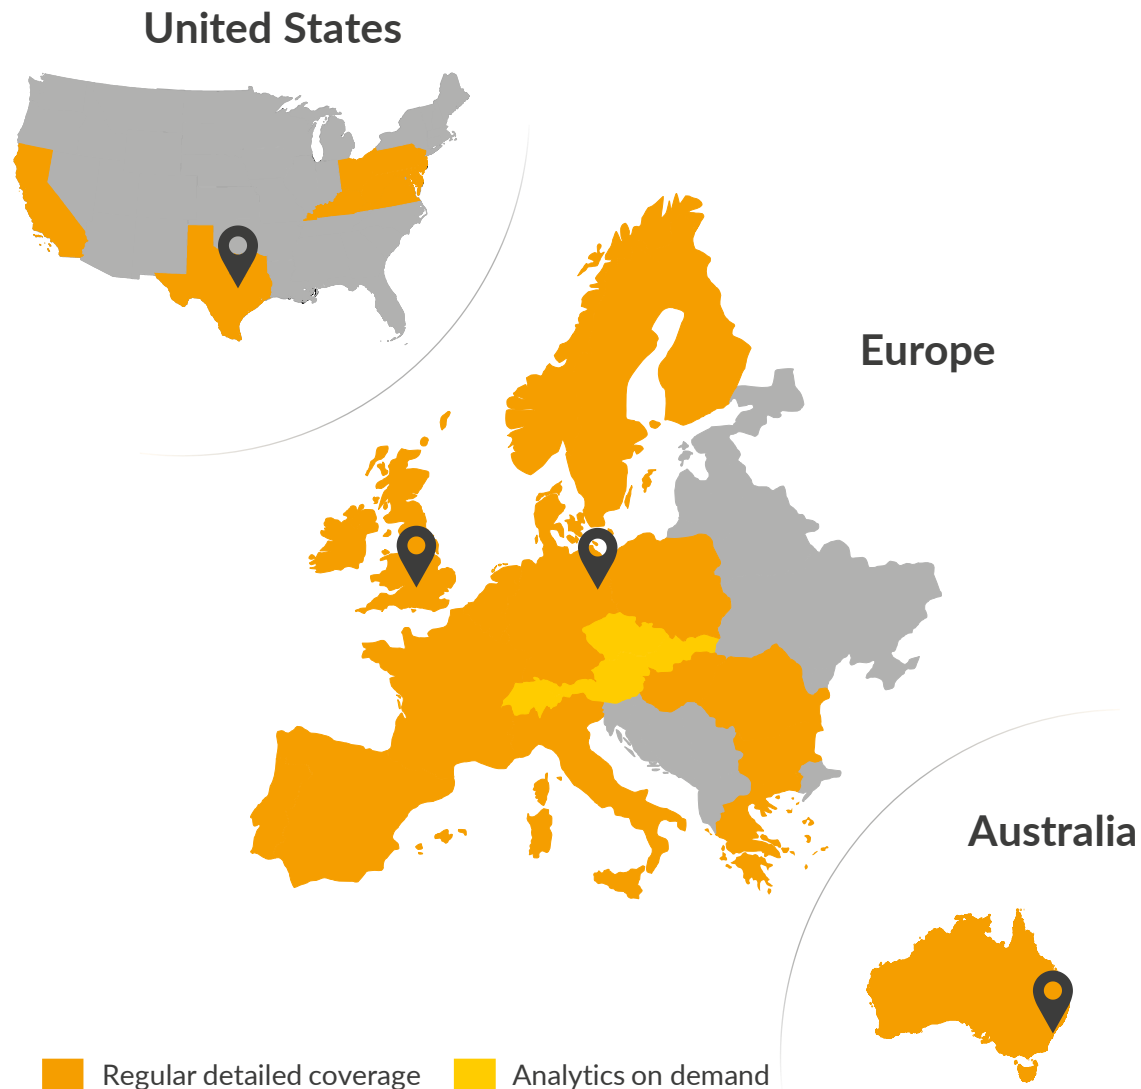 United States
Europe
Australia
Regular detailed coverage
Analytics on demand